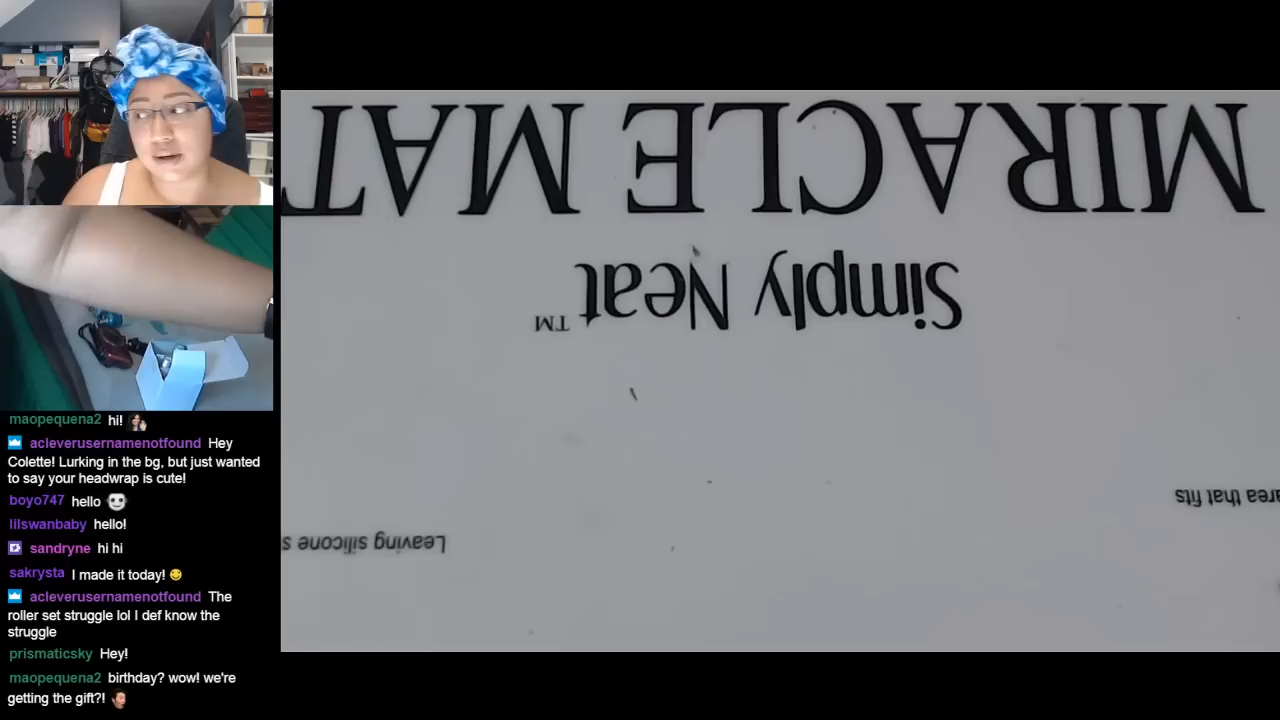 maopequena2 hi!
acleverusernamenotfound Hey
Colette! Lurking in the bg, but just wanted
to say your headwrap is cute!
boyo747 hello
lilswanbaby hello!
sandryne hi hi
sakrysta I made it today!
acleverusernamenotfound The
roller set struggle lol I def know the
struggle
prismaticsky Hey!
maopequena2 birthday? wow! we're
getting the gift?!
area that fits
Leaving silicone s
Simply Neat™
MIRACLE MAT